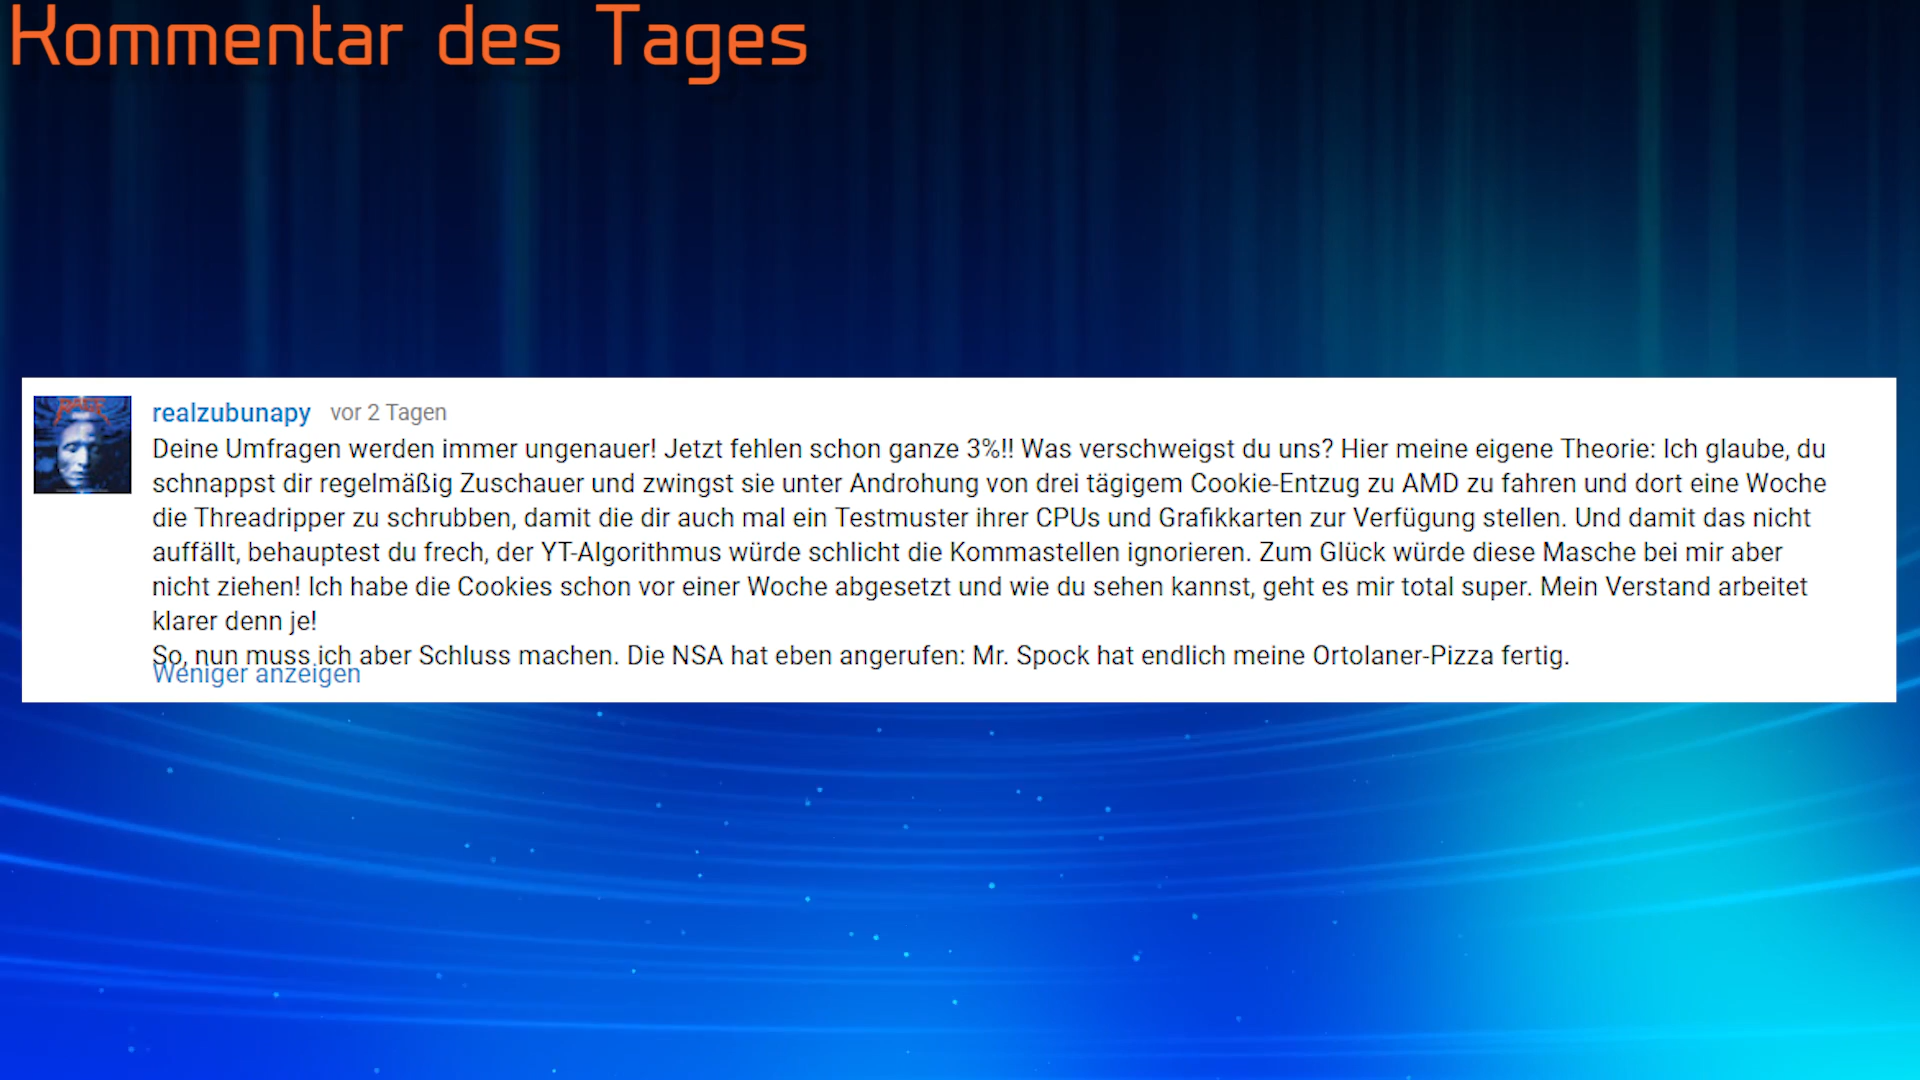 Kommentar des Tages
RAGE
realzubunapy vor 2 Tagen
Deine Umfragen werden immer ungenauer! Jetzt fehlen schon ganze 3%!! Was verschweigst du uns? Hier meine eigene Theorie: Ich glaube, du
schnappst dir regelmäßig Zuschauer und zwingst sie unter Androhung von drei tägigem Cookie-Entzug zu AMD zu fahren und dort eine Woche
die Threadripper zu schrubben, damit die dir auch mal ein Testmuster ihrer CPUs und Grafikkarten zur Verfügung stellen. Und damit das nicht
auffällt, behauptest du frech, der YT-Algorithmus würde schlicht die Kommastellen ignorieren. Zum Glück würde diese Masche bei mir aber
nicht ziehen! Ich habe die Cookies schon vor einer Woche abgesetzt und wie du sehen kannst, geht es mir total super. Mein Verstand arbeitet
klarer denn je!
So, nun muss ich aber Schluss machen. Die NSA hat eben angerufen: Mr. Spock hat endlich meine Ortolaner-Pizza fertig.
Weniger anzeigen